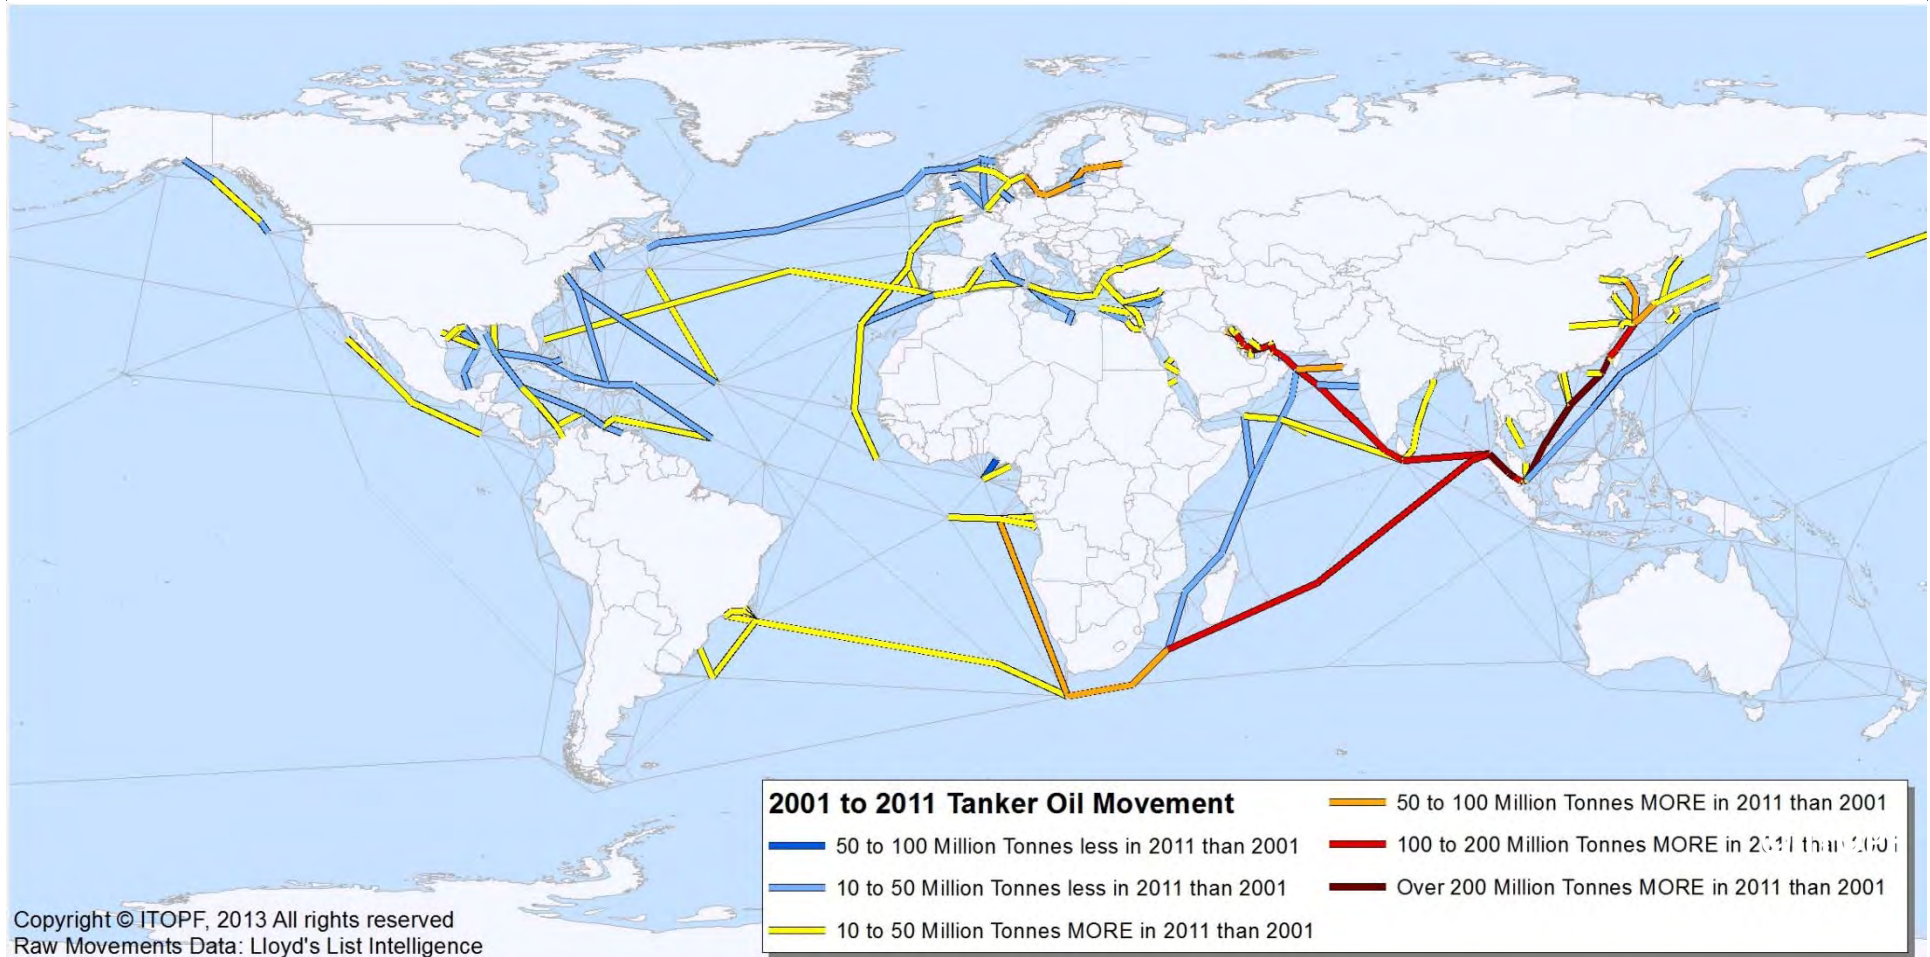 2001 to 2011 Tanker Oil Movement
50 to 100 Million Tonnes less in 2011 than 2001
10 to 50 Million Tonnes less in 2011 than 2001
10 to 50 Million Tonnes MORE in 2011 than 2001
50 to 100 Million Tonnes MORE in 2011 than 2001
100 to 200 Million Tonnes MORE in 2011 than 2001
Over 200 Million Tonnes MORE in 2011 than 2001
Copyright © ITOPF, 2013 All rights reserved
Raw Movements Data: Lloyd's List Intelligence